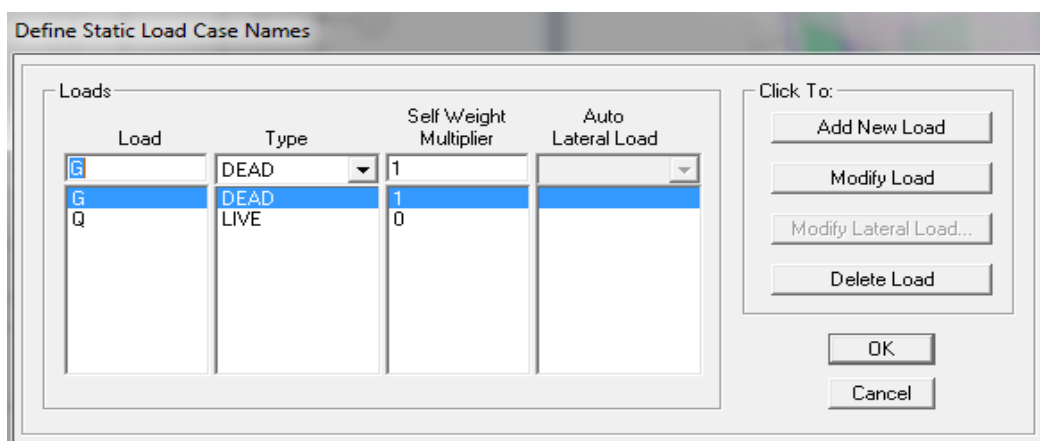 Define Static Load Case Names
Loads
Load Type Self Weight Multiplier Auto Lateral Load
G DEAD 1
G DEAD 1
Q LIVE 0
Click To:
Add New Load
Modify Load
Modify Lateral Load...
Delete Load
OK
Cancel